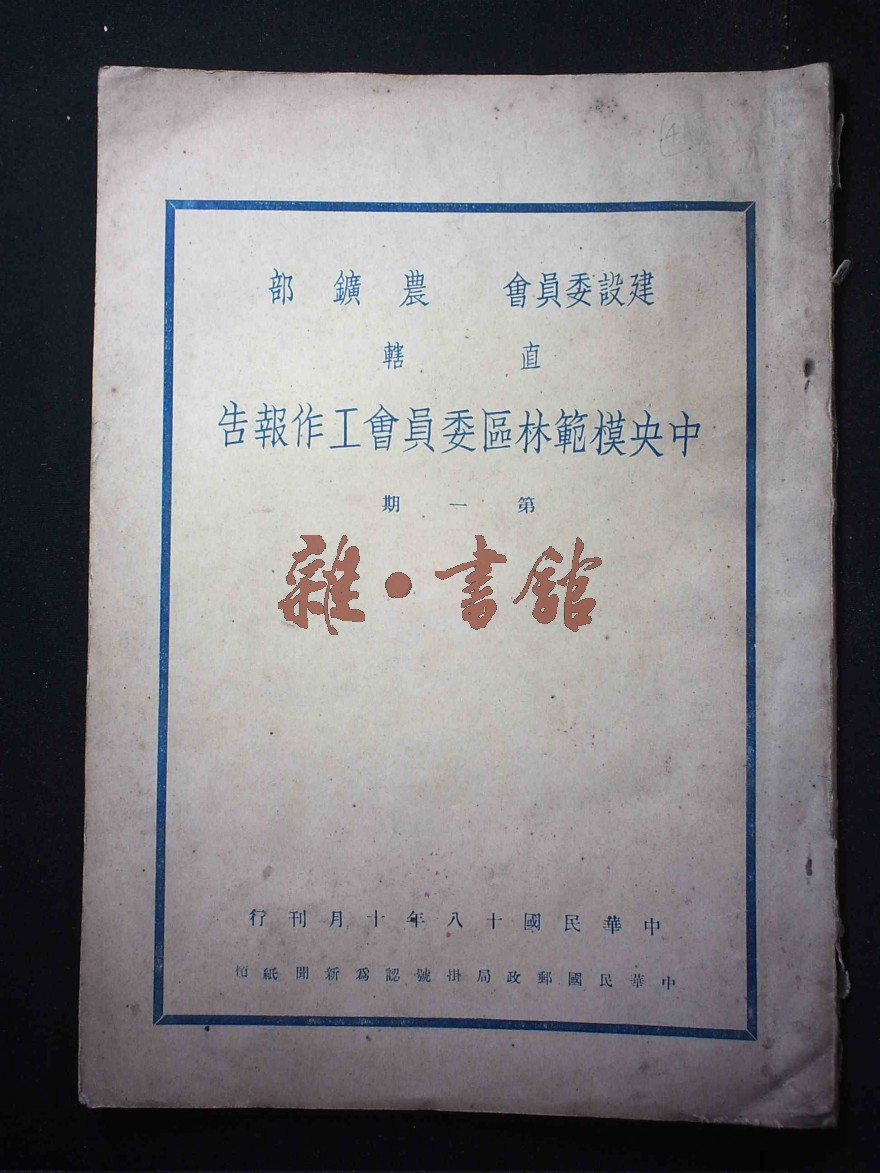 建設委員會 農鑛部
直轄
中央模範林區委員會工作報告
第一期
雜·書館
中華民國十八年十月刊行
中華民國郵政局掛號認爲新聞紙類